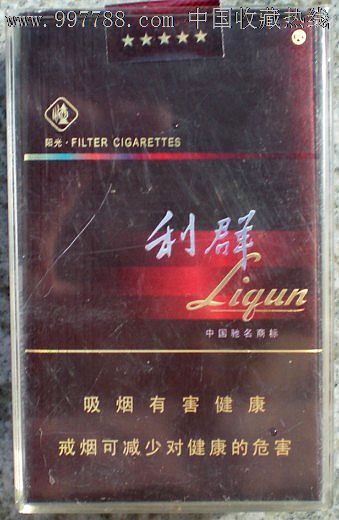 www.997788.com 中国收藏热线
阳光·FILTER CIGARETTES
利群
Liqun
中国驰名商标
吸烟有害健康
戒烟可减少对健康的危害